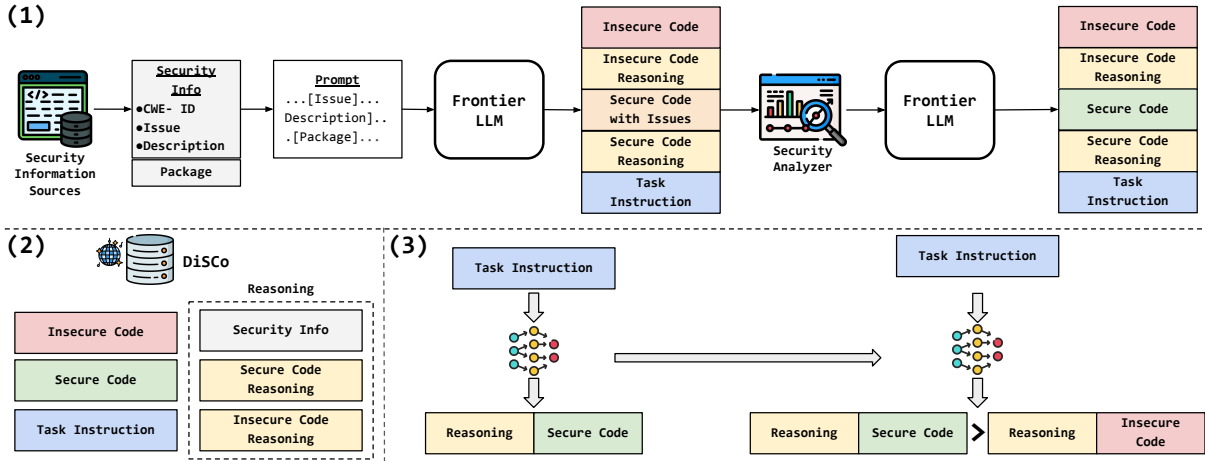 (1)
Security
Information
Sources
Security
Info
●CWE- ID
●Issue
●Description
Package
Prompt
...[Issue]...
Description]..
.[Package]...
Frontier
LLM
Insecure Code
Insecure Code
Reasoning
Secure Code
with Issues
Secure Code
Reasoning
Task
Instruction
Security
Analyzer
Frontier
LLM
Insecure Code
Insecure Code
Reasoning
Secure Code
Secure Code
Reasoning
Task
Instruction
(2)
DiSCo
Reasoning
Insecure Code
Secure Code
Task Instruction
Security Info
Secure Code
Reasoning
Insecure Code
Reasoning
(3)
Task Instruction
Reasoning
Secure Code
Task Instruction
Reasoning
Secure Code
>
Reasoning
Insecure
Code